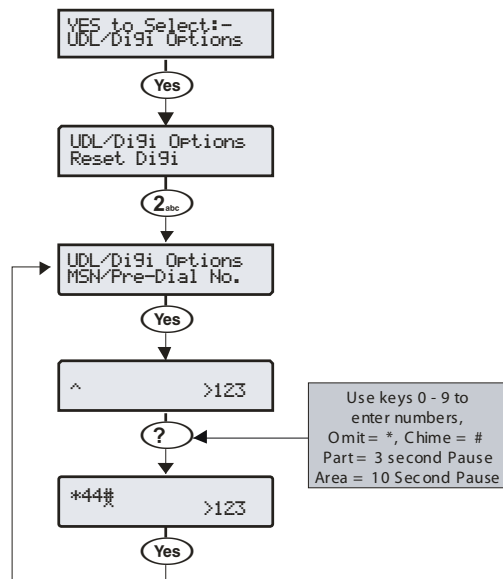 YES to Select:-
UDL/Digi Options
Yes
UDL/Digi Options
Reset Digi
2abc
UDL/Digi Options
MSN/Pre-Dial No.
Yes
^ >123
?
Use keys 0 - 9 to
enter numbers,
Omit= *, Chime = #
Part= 3 second Pause
Area = 10 Second Pause
*44#
^ >123
Yes